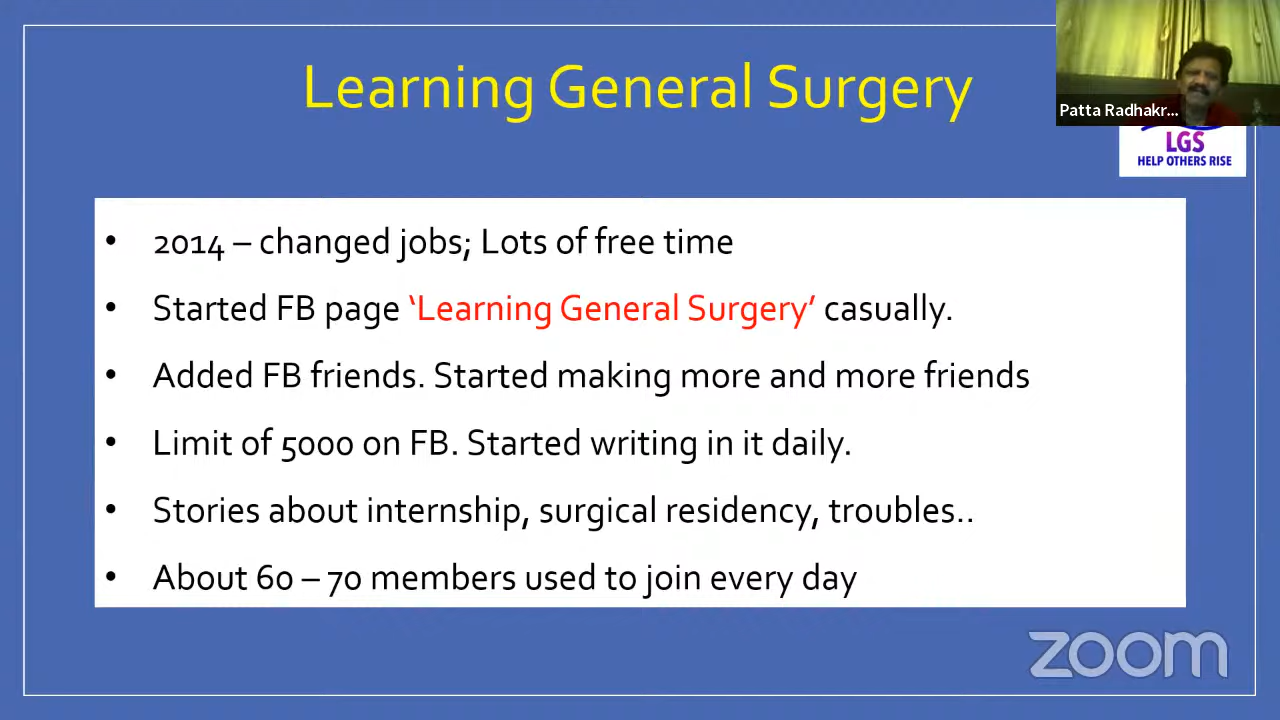 Learning General Surgery
Patta Radhakr...
LGS
HELP OTHERS RISE
• 2014 – changed jobs; Lots of free time
• Started FB page ‘Learning General Surgery’ casually.
• Added FB friends. Started making more and more friends
• Limit of 5000 on FB. Started writing in it daily.
• Stories about internship, surgical residency, troubles..
• About 60 – 70 members used to join every day
zoom